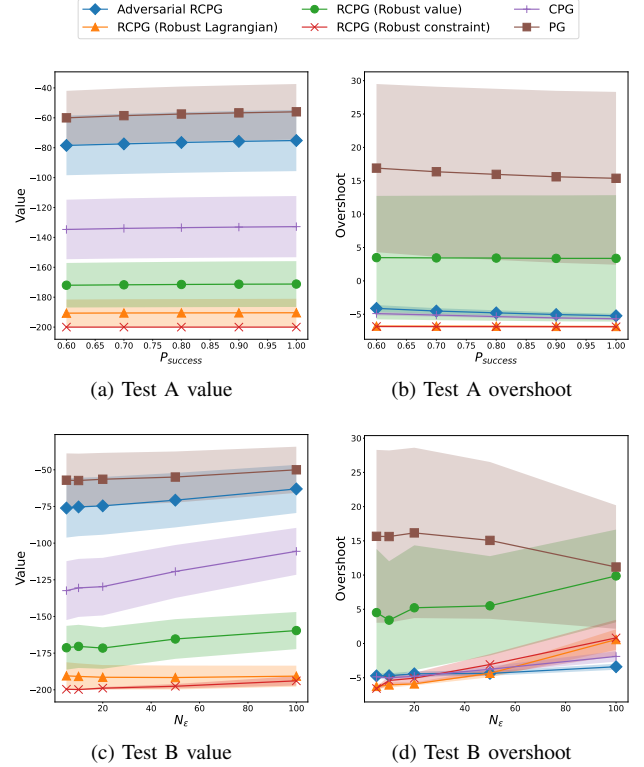 Adversarial RCPG
RCPG (Robust value)
CPG
RCPG (Robust Lagrangian)
RCPG (Robust constraint)
PG
Value
−40
−60
−80
−100
−120
−140
−160
−180
−200
0.60 0.65 0.70 0.75 0.80 0.85 0.90 0.95 1.00
P_success
(a) Test A value
Overshoot
30
25
20
15
10
5
0
−5
0.60 0.65 0.70 0.75 0.80 0.85 0.90 0.95 1.00
P_success
(b) Test A overshoot
Value
−50
−75
−100
−125
−150
−175
−200
20 40 60 80 100
N_ε
(c) Test B value
Overshoot
30
25
20
15
10
5
0
−5
20 40 60 80 100
N_ε
(d) Test B overshoot